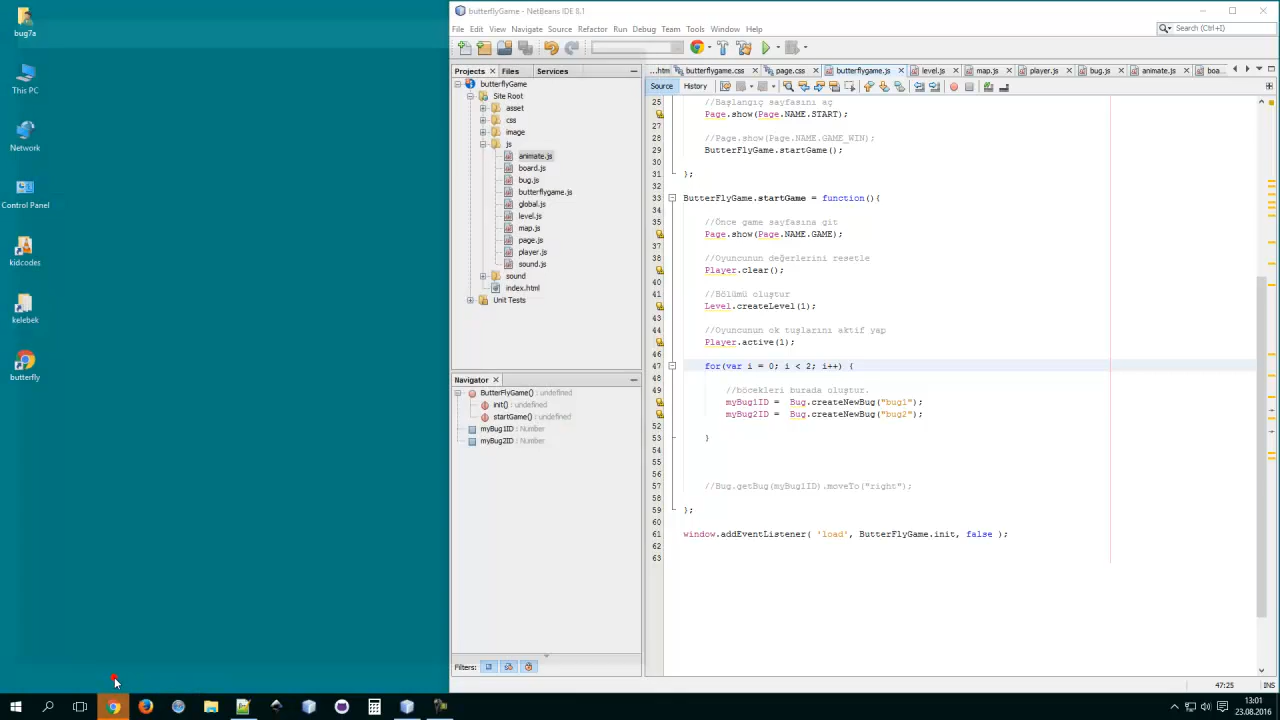 bug7a
This PC
Network
Control Panel
kidcodes
kelebek
butterfly
butterflyGame - NetBeans IDE 8.1
File Edit View Navigate Source Refactor Run Debug Team Tools Window Help
Search (Ctrl+I)
Projects Files Services
butterflyGame
Site Root
asset
css
image
js
animate.js
board.js
bug.js
butterflygame.js
global.js
level.js
map.js
page.js
player.js
sound.js
sound
index.html
Unit Tests
Navigator
ButterFlyGame() : undefined
init() : undefined
startGame() : undefined
myBug1ID : Number
myBug2ID : Number
Filters:
...htm butterflygame.css page.css butterflygame.js level.js map.js player.js bug.js animate.js boa...
Source History
25 //Başlangıç sayfasını aç
Page.show(Page.NAME.START);
27
28 //Page.show(Page.NAME.GAME_WIN);
29 ButterFlyGame.startGame();
30
31 };
32
33 ButterFlyGame.startGame = function(){
34
35 //Önce game sayfasına git
Page.show(Page.NAME.GAME);
37
38 //Oyuncunun değerlerini resetle
Player.clear();
40
41 //Bölümü oluştur
Level.createLevel(1);
43
44 //Oyuncunun ok tuşlarını aktif yap
Player.active(1);
46
47 for(var i = 0; i < 2; i++) {
48
49 //böcekleri burada oluştur.
myBug1ID = Bug.createNewBug("bug1");
myBug2ID = Bug.createNewBug("bug2");
52
53 }
54
55
56
57 //Bug.getBug(myBug1ID).moveTo("right");
58
59 };
60
61 window.addEventListener( 'load', ButterFlyGame.init, false );
62
63
47:25 INS
13:01
23.08.2016